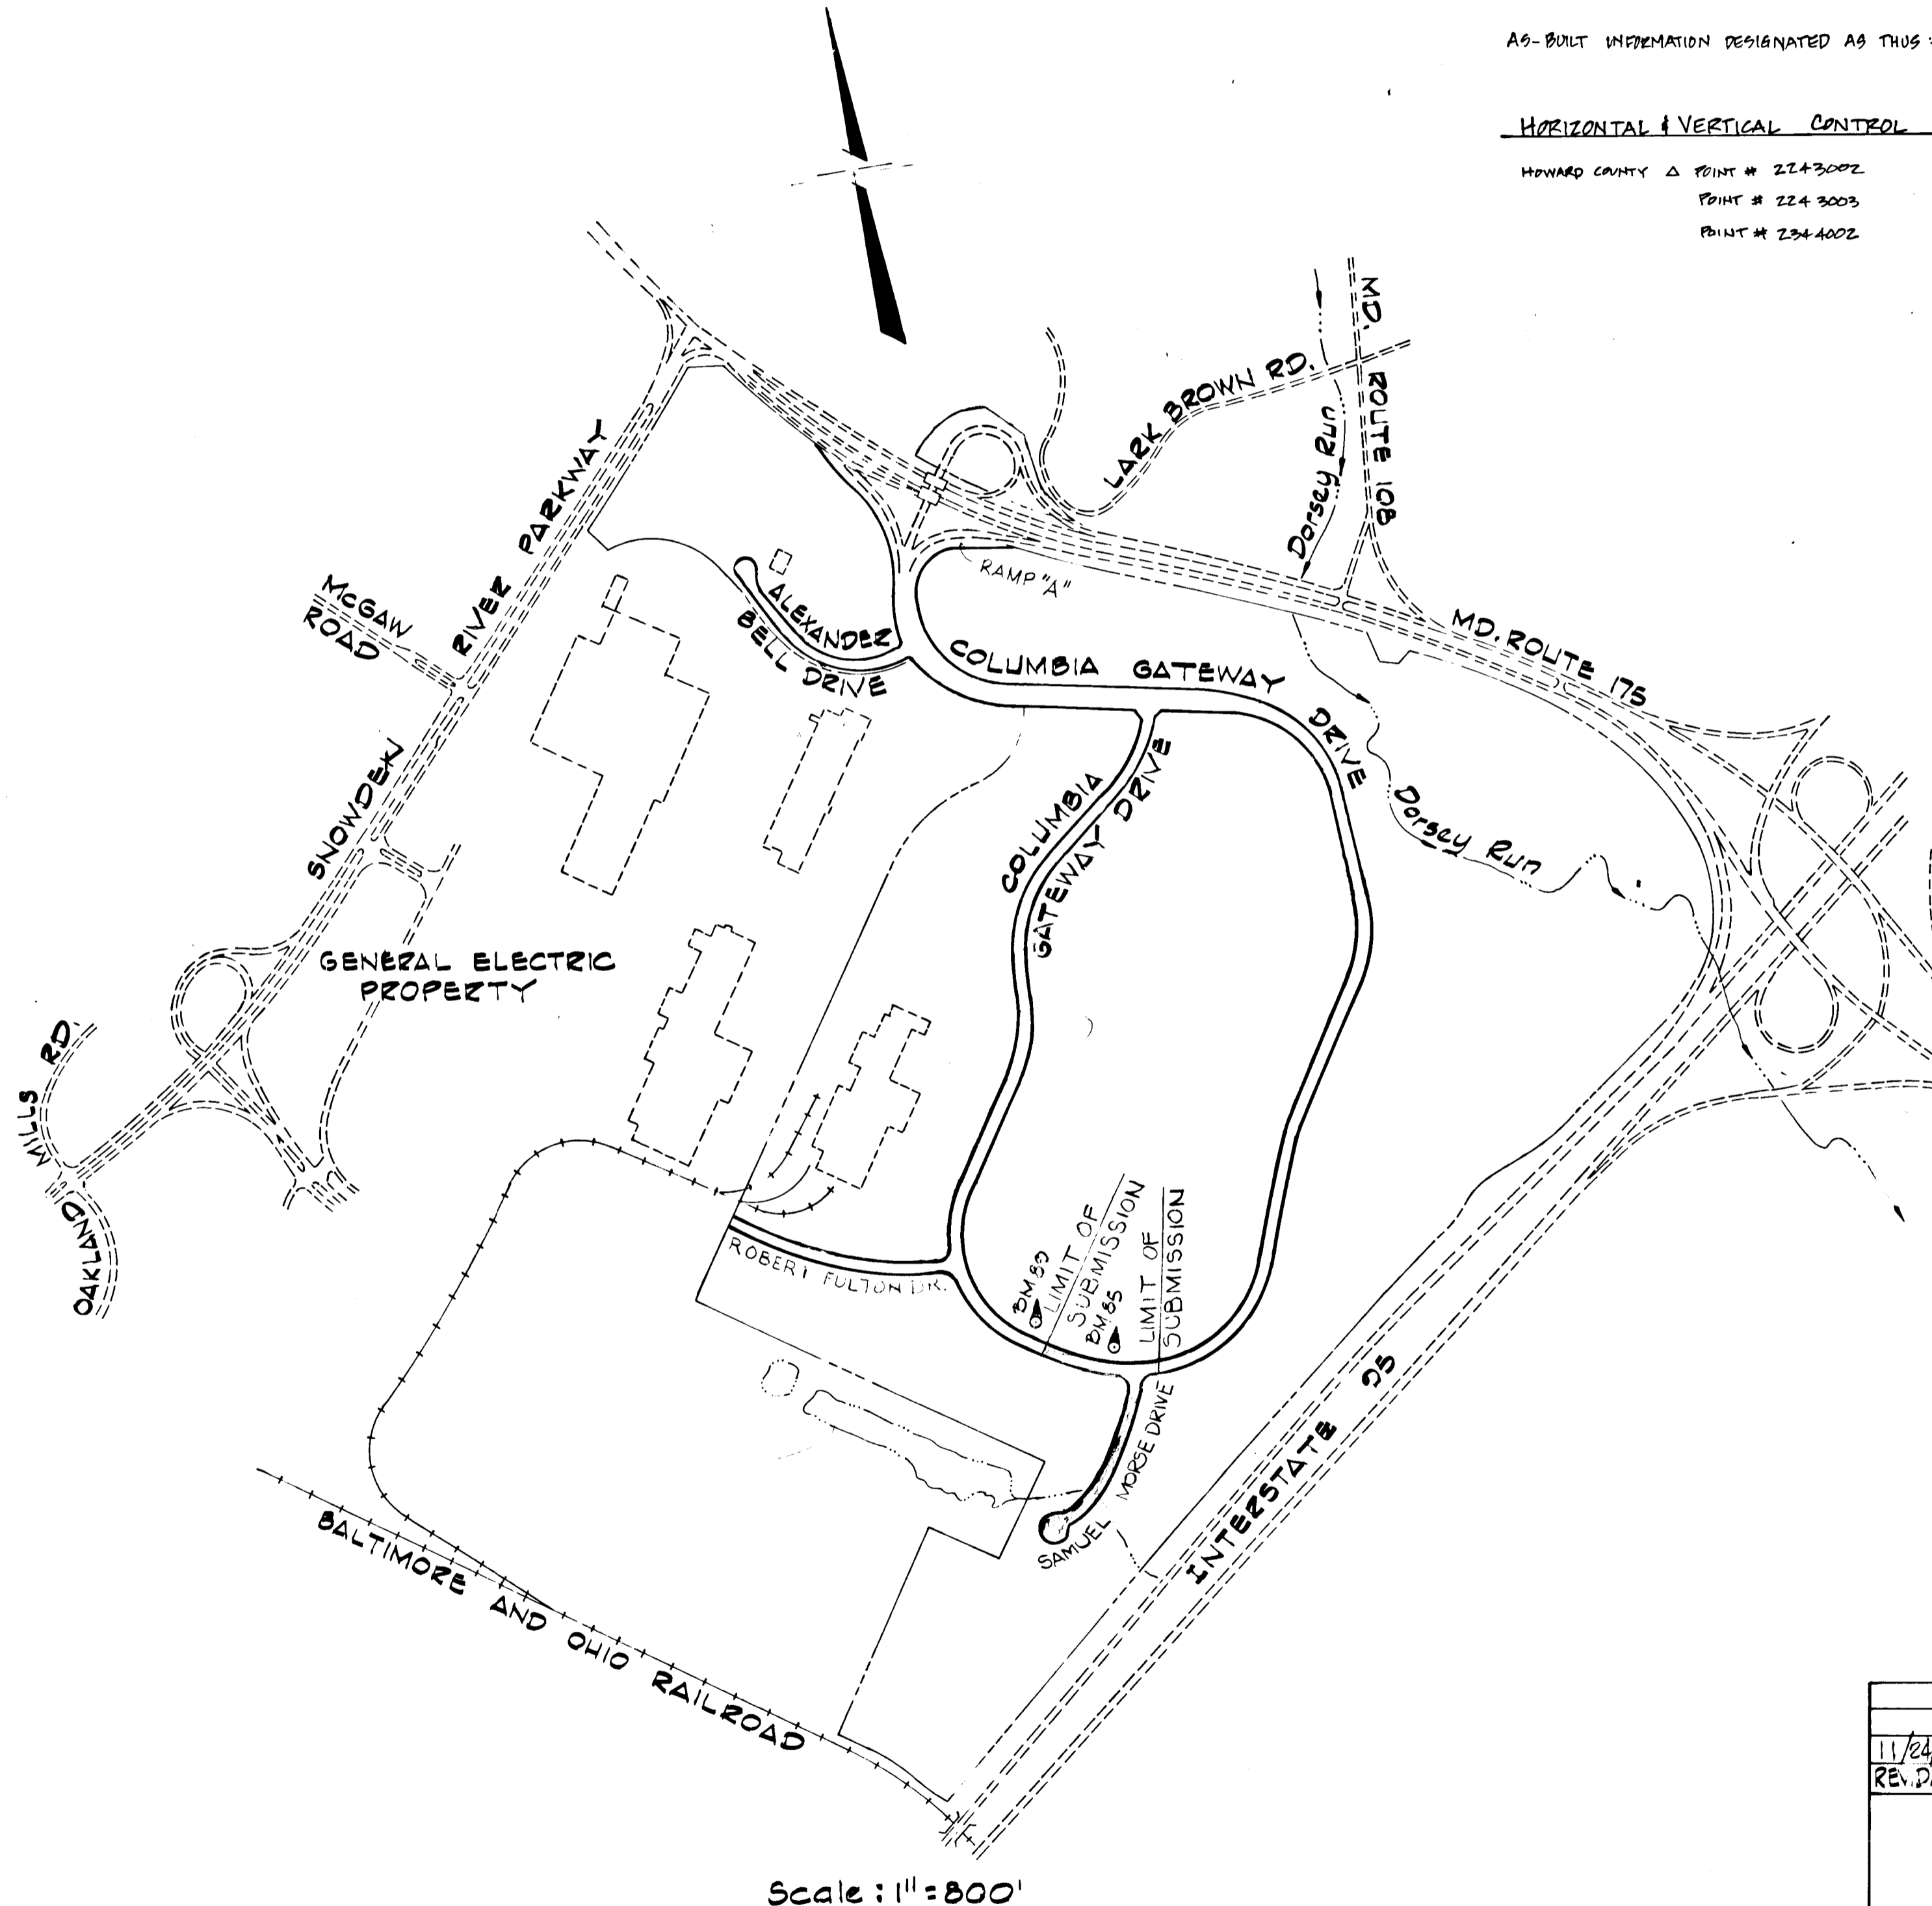 AS-BUILT INFORMATION DESIGNATED AS THUS :
HORIZONTAL & VERTICAL CONTROL
HOWARD COUNTY △ POINT # 2243002
POINT # 2243003
POINT # 2344002
MD. ROUTE 108
LARK BROWN RD.
Dorsey Run
SNOWDEN RIVER PARKWAY
McGAW
ROAD
RAMP "A"
ALEXANDER
BELL DRIVE
COLUMBIA GATEWAY DRIVE
MD. ROUTE 175
COLUMBIA
GATEWAY DRIVE
Dorsey Run
GENERAL ELECTRIC
PROPERTY
OAKLAND MILLS RD.
ROBERT FULTON DR.
BM 89
LIMIT OF
SUBMISSION
BM 85
LIMIT OF
SUBMISSION
SAMUEL MORSE DRIVE
INTERSTATE 95
BALTIMORE AND OHIO RAILROAD
11/24/
Scale : 1" = 800'